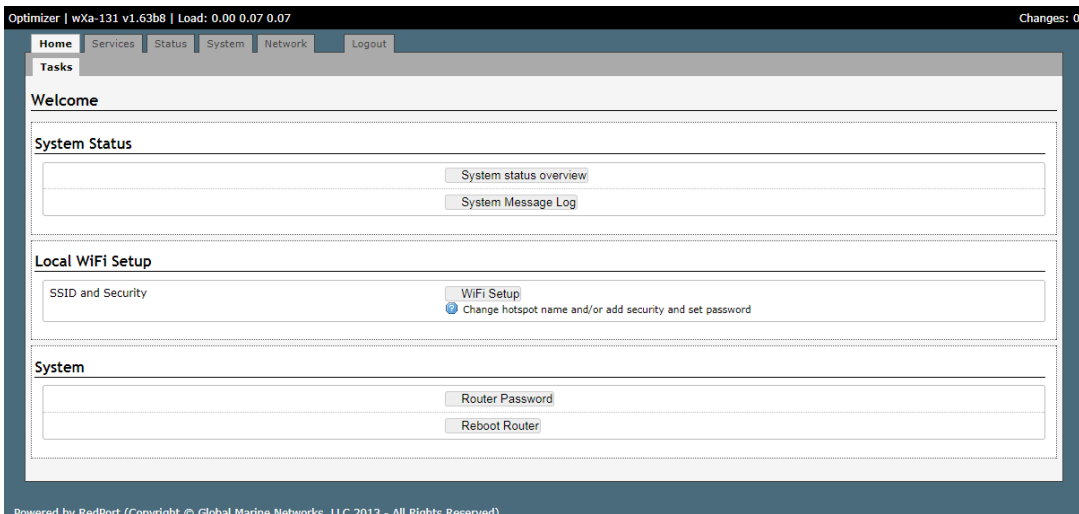 Optimizer | wXa-131 v1.63b8 | Load: 0.00 0.07 0.07 Changes: 0
Home Services Status System Network Logout
Tasks
Welcome
System Status
System status overview
System Message Log
Local WiFi Setup
SSID and Security WiFi Setup
Change hotspot name and/or add security and set password
System
Router Password
Reboot Router
Powered by RedPort (Copyright © Global Marine Networks, LLC 2013 - All Rights Reserved)